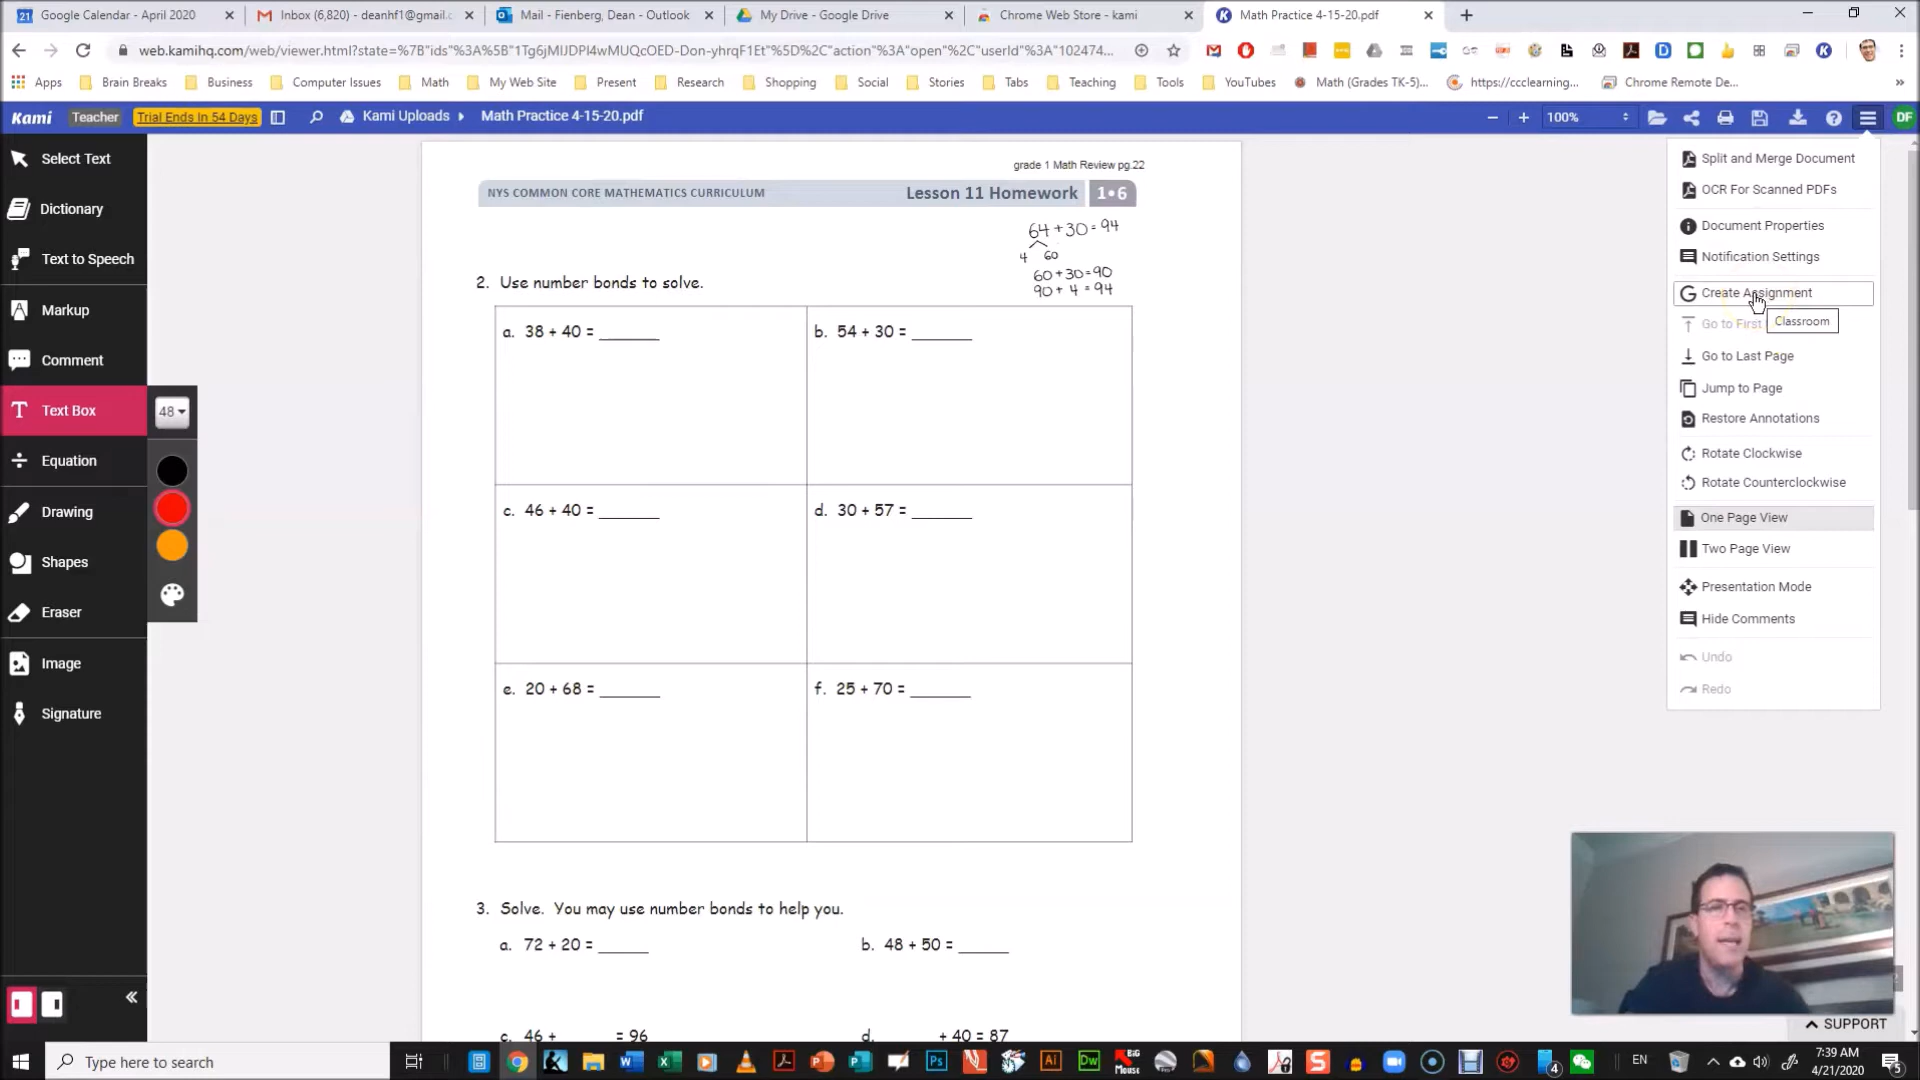 Google Calendar - April 2020
Inbox (6,820) - deanhf1@gmail.c
Mail - Fienberg, Dean - Outlook
My Drive - Google Drive
Chrome Web Store - kami
Math Practice 4-15-20.pdf
web.kamihq.com/web/viewer.html?state=%7B"ids"%3A%5B"1Tg6jMIJDPl4wMUQcOED-Don-yhrqF1Et"%5D%2C"action"%3A"open"%2C"userId"%3A"102474...
Apps Brain Breaks Business Computer Issues Math My Web Site Present Research Shopping Social Stories Tabs Teaching Tools YouTubes Math (Grades TK-5)... https://ccclearning... Chrome Remote De...
Kami Teacher Trial Ends In 54 Days Kami Uploads Math Practice 4-15-20.pdf 100% DF
Select Text
Dictionary
Text to Speech
Markup
Comment
Text Box
48
Equation
Drawing
Shapes
Eraser
Image
Signature
grade 1 Math Review pg.22
NYS COMMON CORE MATHEMATICS CURRICULUM Lesson 11 Homework 1•6
64+30=94
4 60
60+30=90
90+4=94
2. Use number bonds to solve.
a. 38 + 40 = ______
b. 54 + 30 = ______
c. 46 + 40 = ______
d. 30 + 57 = ______
e. 20 + 68 = ______
f. 25 + 70 = ______
3. Solve. You may use number bonds to help you.
a. 72 + 20 = ______
b. 48 + 50 = ______
c. 46 + ______ = 96
d. ______ + 40 = 87
Split and Merge Document
OCR For Scanned PDFs
Document Properties
Notification Settings
Create Assignment
Go to First
Classroom
Go to Last Page
Jump to Page
Restore Annotations
Rotate Clockwise
Rotate Counterclockwise
One Page View
Two Page View
Presentation Mode
Hide Comments
Undo
Redo
SUPPORT
Type here to search
EN
7:39 AM
4/21/2020